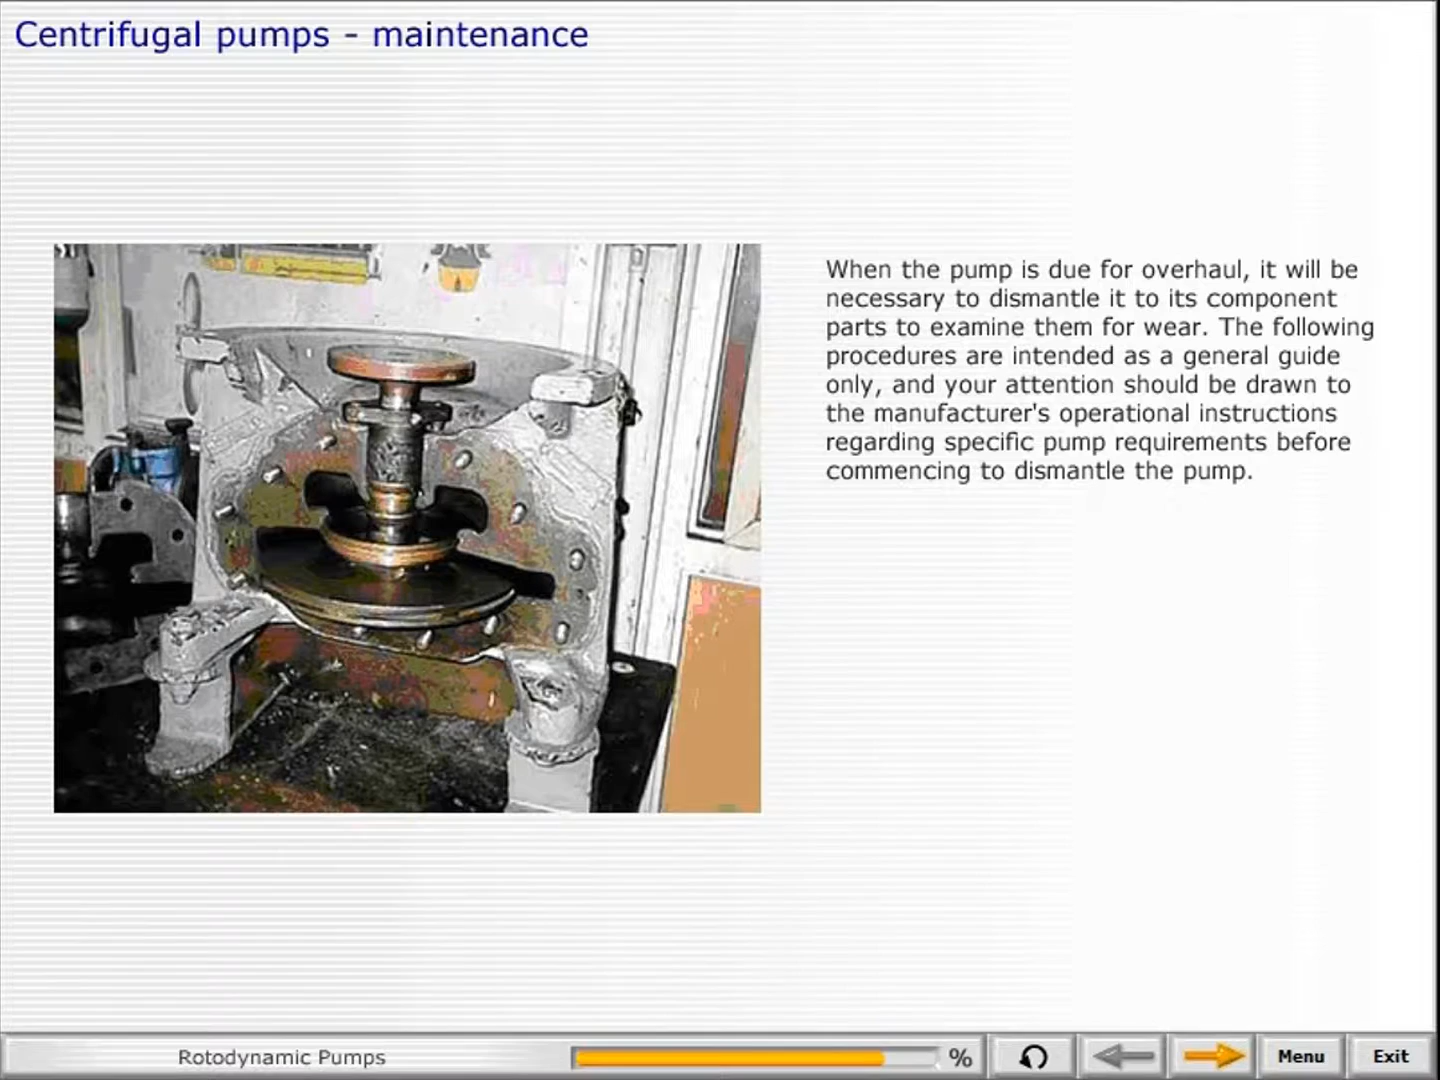 Centrifugal pumps - maintenance
When the pump is due for overhaul, it will be
necessary to dismantle it to its component
parts to examine them for wear. The following
procedures are intended as a general guide
only, and your attention should be drawn to
the manufacturer's operational instructions
regarding specific pump requirements before
commencing to dismantle the pump.
Rotodynamic Pumps
%
Menu
Exit